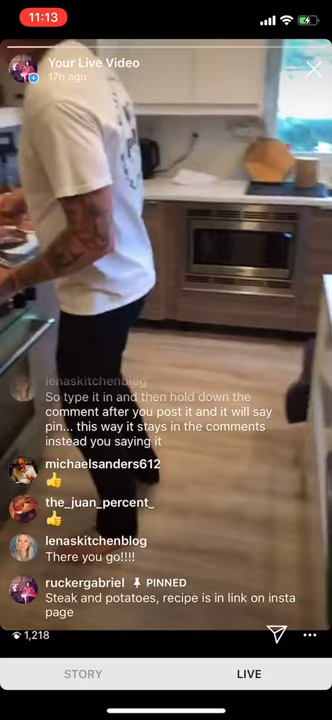 11:13
Your Live Video
17h ago
lenaskitchenblog
So type it in and then hold down the
comment after you post it and it will say
pin... this way it stays in the comments
instead you saying it
michaelsanders612
👍
the_juan_percent_
👍
lenaskitchenblog
There you go!!!!
ruckergabriel PINNED
Steak and potatoes, recipe is in link on insta
page
1,218
STORY LIVE